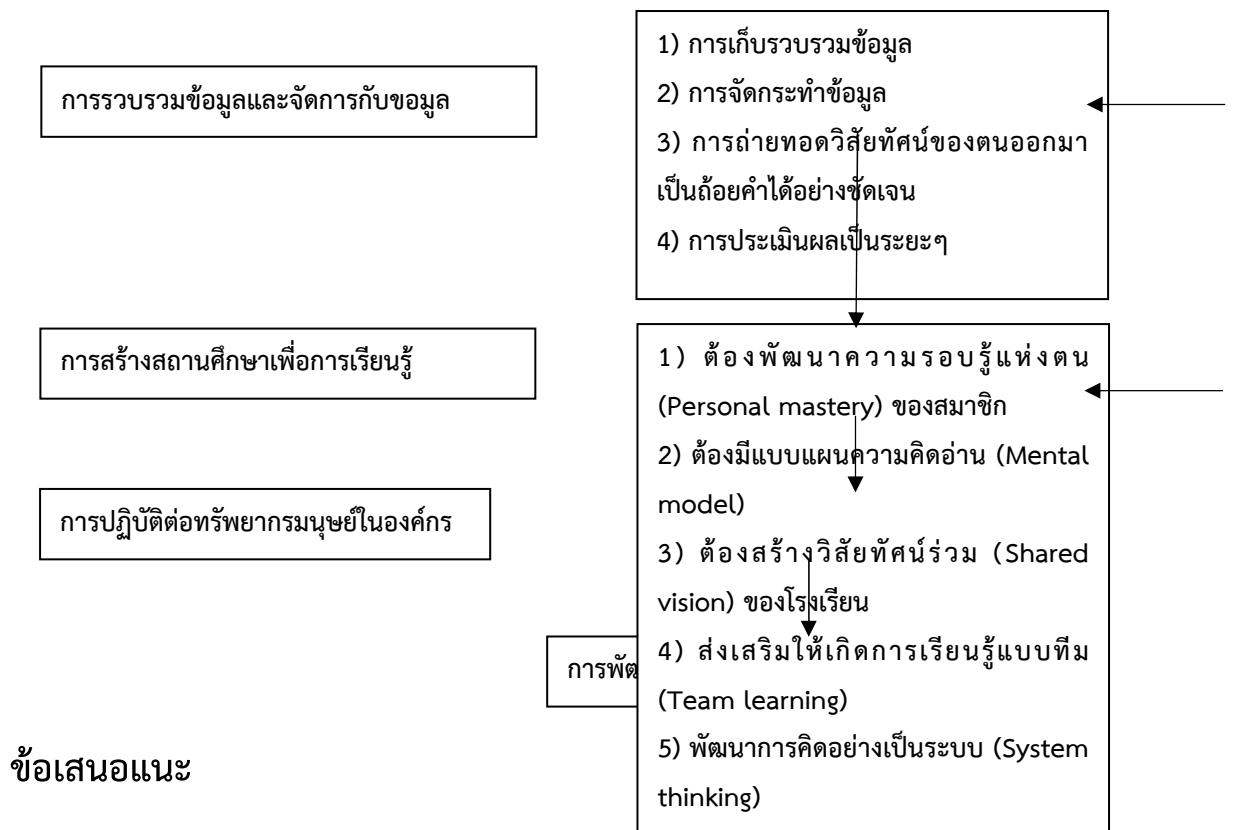 การรวบรวมข้อมูลและจัดการกับขอมูล
1) การเก็บรวบรวมข้อมูล
2) การจัดกระทำข้อมูล
3) การถ่ายทอดวิสัยทัศน์ของตนออกมา
เป็นถ้อยคำได้อย่างชัดเจน
4) การประเมินผลเป็นระยะๆ
การสร้างสถานศึกษาเพื่อการเรียนรู้
การปฏิบัติต่อทรัพยากรมนุษย์ในองค์กร
1) ต้องพัฒนาความรอบรู้แห่งตน
(Personal mastery) ของสมาชิก
2) ต้องมีแบบแผนความคิดอ่าน (Mental
model)
3) ต้องสร้างวิสัยทัศน์ร่วม (Shared
vision) ของโรงเรียน
4) ส่งเสริมให้เกิดการเรียนรู้แบบทีม
(Team learning)
5) พัฒนาการคิดอย่างเป็นระบบ (System
thinking)
การพัฒ
ข้อเสนอแนะ